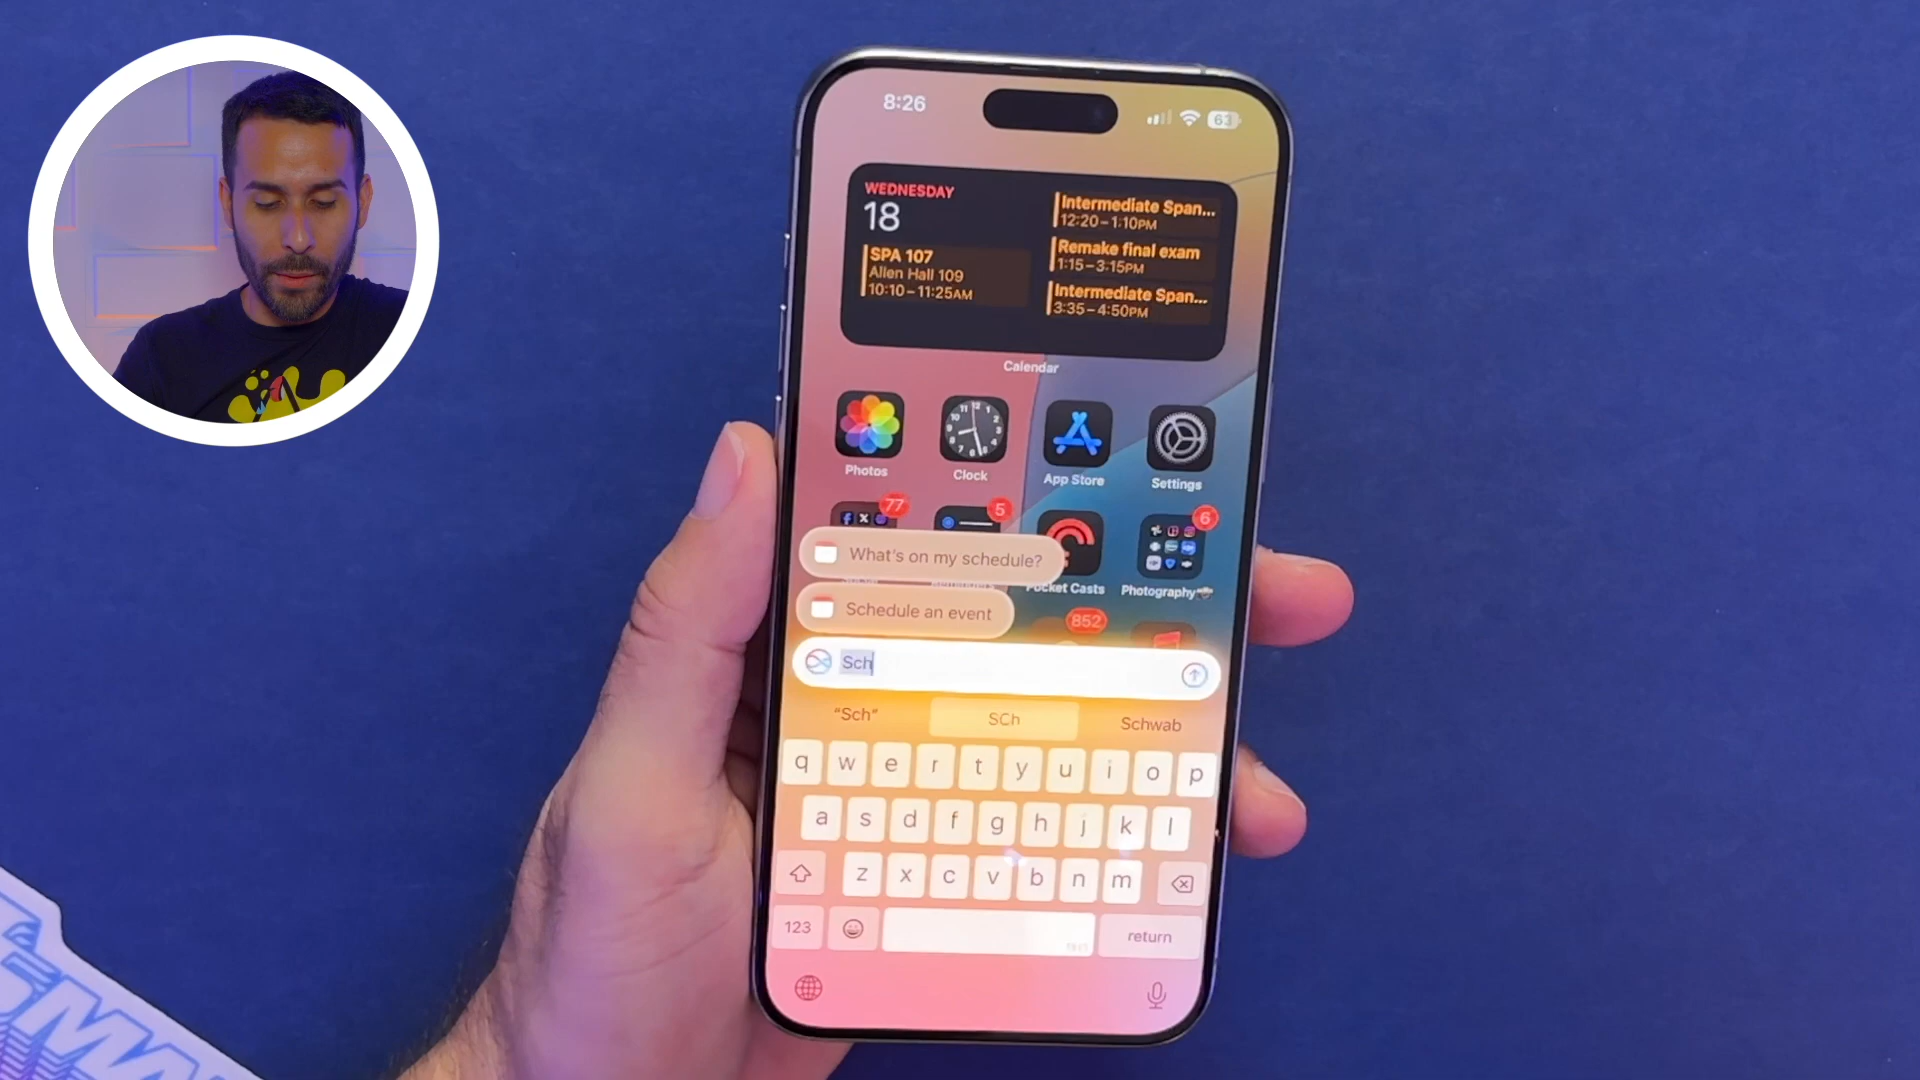 8:26
63
WEDNESDAY
18
SPA 107
Allen Hall 109
10:10–11:25AM
Intermediate Span...
12:20–1:10PM
Remake final exam
1:15–3:15PM
Intermediate Span...
3:35–4:50PM
Calendar
Photos
Clock
App Store
Settings
77
5
6
What's on my schedule?
Pocket Casts
Photography
Schedule an event
852
Sch
"Sch"
SCh
Schwab
q w e r t y u i o p
a s d f g h j k l
z x c v b n m
123
return